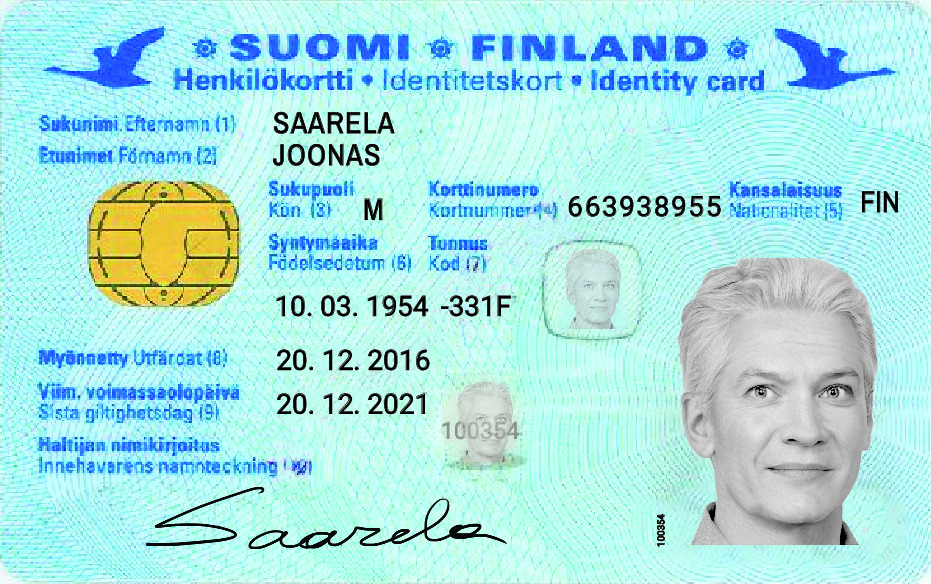 SUOMI FINLAND
Henkilökortti • Identitetskort • Identity card
Sukunimi Efternamn (1) SAARELA
Etunimet Förnamn (2) JOONAS
Sukupuoli Korttinumero Kansalaisuus
Kön (3) M Kortnummer (4) 663938955 Nationalitet (5) FIN
Syntymäaika Tunnus
Födelsedetum (6) Kod (7)
10. 03. 1954 -331F
Myönnetty Utfärdat (8) 20. 12. 2016
Viim. voimassaolopäivä
Sista giltighetsdag (9) 20. 12. 2021
100354
Haltijan nimikirjoitus
Innehavarens namnteckning
Saarela
100354